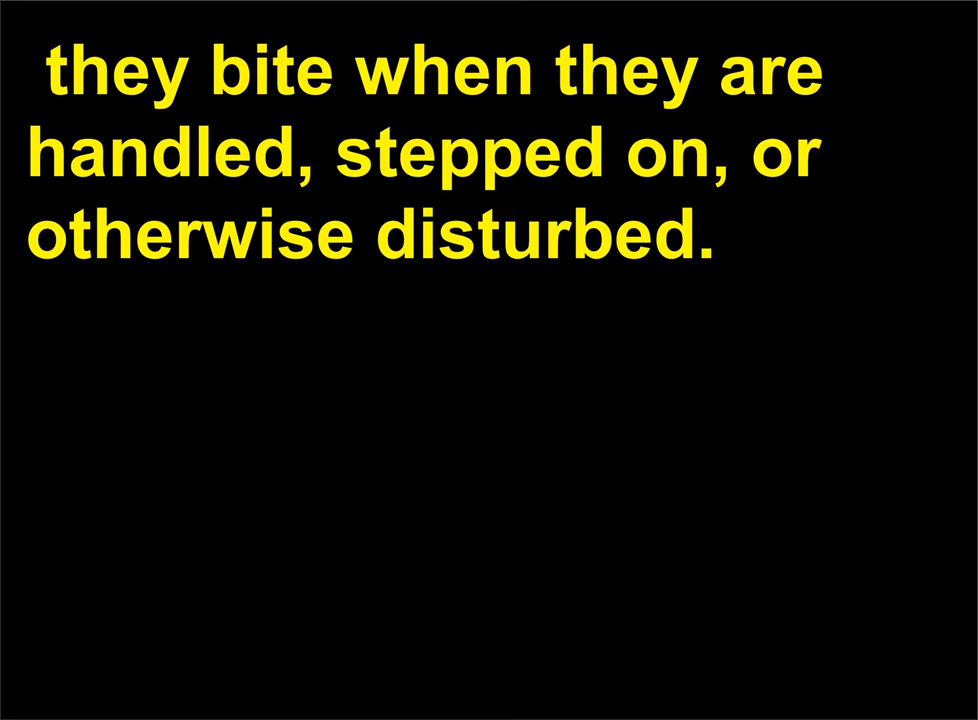 they bite when they are
handled, stepped on, or
otherwise disturbed.